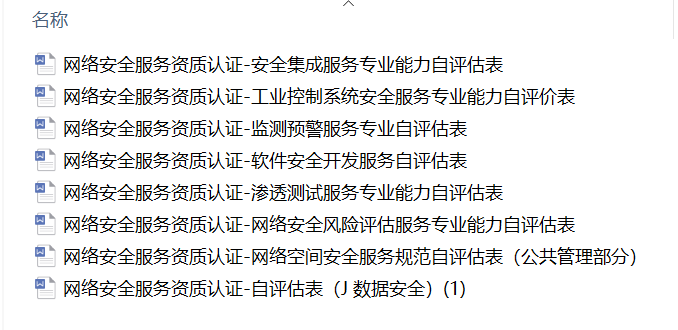 名称
网络安全服务资质认证-安全集成服务专业能力自评估表
网络安全服务资质认证-工业控制系统安全服务专业能力自评价表
网络安全服务资质认证-监测预警服务专业自评估表
网络安全服务资质认证-软件安全开发服务自评估表
网络安全服务资质认证-渗透测试服务专业能力自评估表
网络安全服务资质认证-网络安全风险评估服务专业能力自评估表
网络安全服务资质认证-网络空间安全服务规范自评估表（公共管理部分）
网络安全服务资质认证-自评估表（J 数据安全）(1)